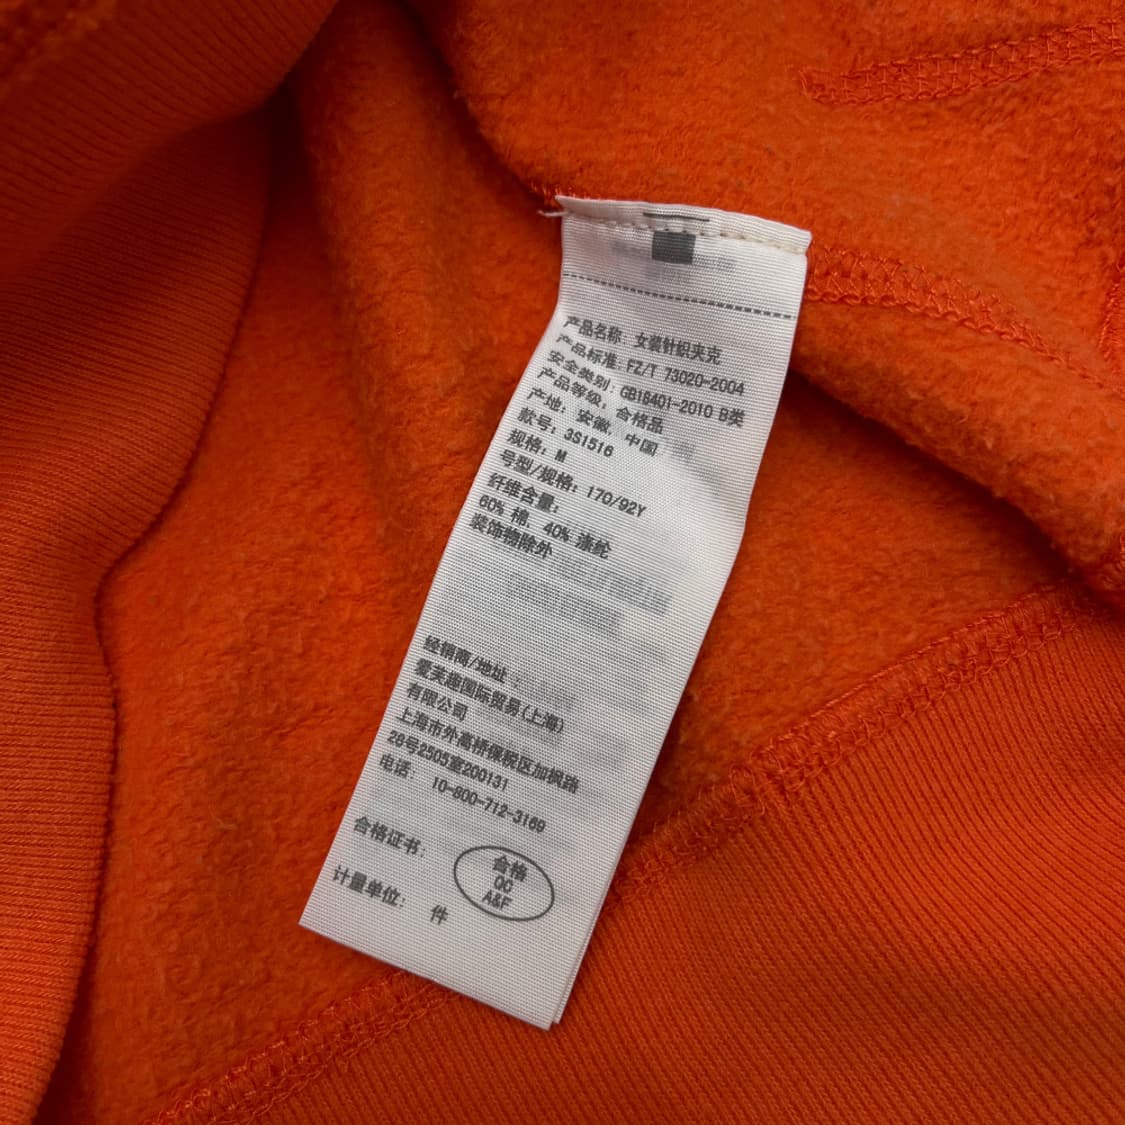 产品名称: 女装针织夹克
产品标准: FZ/T 73020-2004
安全类别: GB18401-2010 B类
产品等级: 合格品
产地: 安徽 中国
款号: 3S1516
规格: M
号型/规格: 170/92Y
纤维含量:
60% 棉, 40% 涤纶
装饰物除外
经销商/地址:
爱芙趣国际贸易(上海)
有限公司
上海市外高桥保税区加枫路
26号2505室200131
电话: 10-800-712-3169
合格证书:
合格
QC
A&F
计量单位: 件